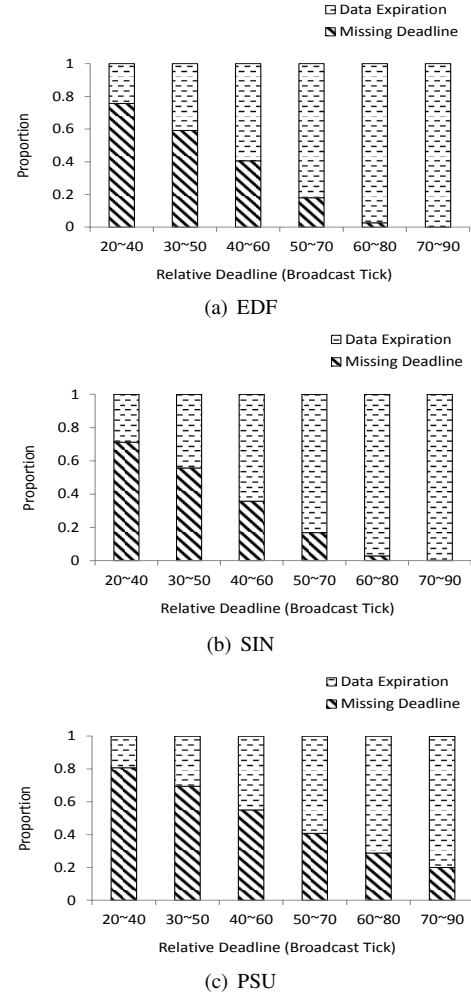 Data Expiration
Missing Deadline
1
0.8
0.6
0.4
0.2
0
Proportion
20~40 30~50 40~60 50~70 60~80 70~90
Relative Deadline (Broadcast Tick)
(a) EDF
Data Expiration
Missing Deadline
1
0.8
0.6
0.4
0.2
0
Proportion
20~40 30~50 40~60 50~70 60~80 70~90
Relative Deadline (Broadcast Tick)
(b) SIN
Data Expiration
Missing Deadline
1
0.8
0.6
0.4
0.2
0
Proportion
20~40 30~50 40~60 50~70 60~80 70~90
Relative Deadline (Broadcast Tick)
(c) PSU